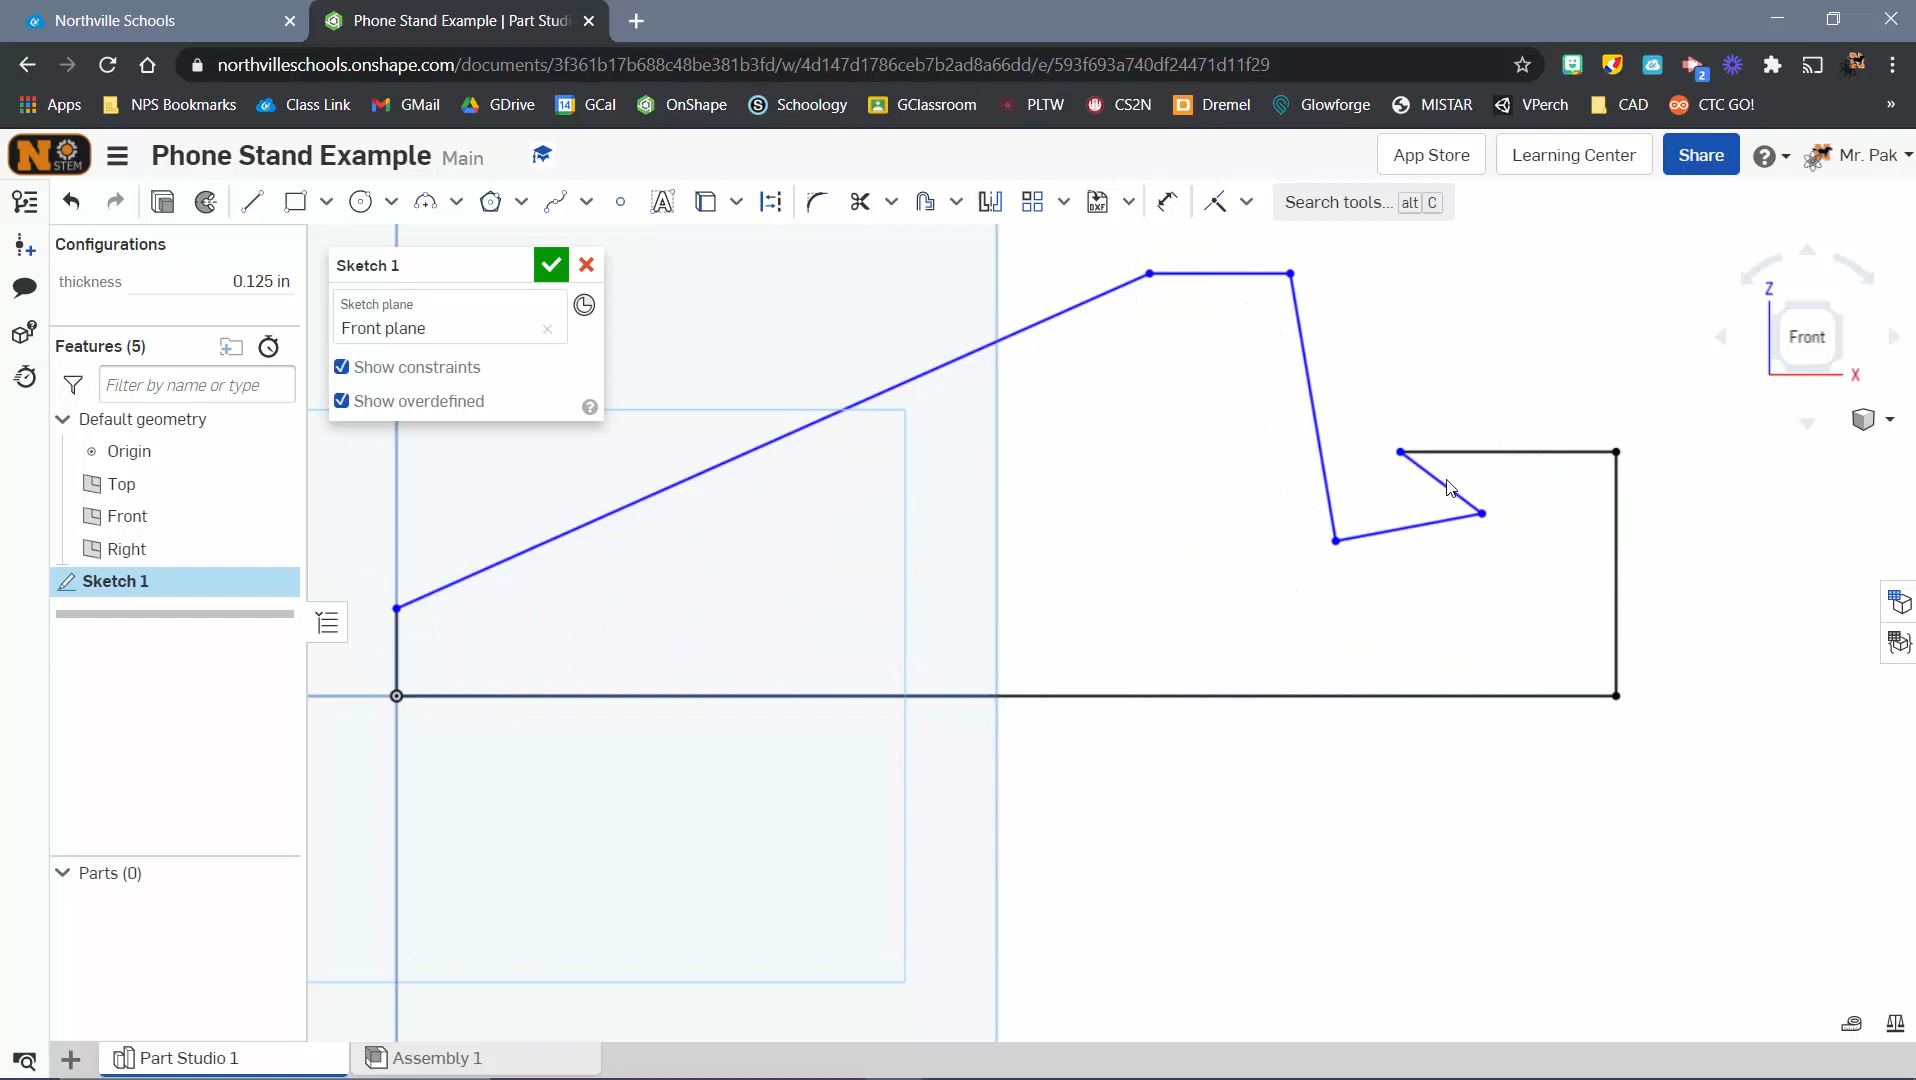 Northville Schools
Phone Stand Example | Part Studi
northvilleschools.onshape.com/documents/3f361b17b688c48be381b3fd/w/4d147d1786ceb7b2ad8a66dd/e/593f693a740df24471d11f29
2
Apps
NPS Bookmarks
Class Link
GMail
GDrive
14
GCal
OnShape
Schoology
GClassroom
PLTW
CS2N
Dremel
Glowforge
MISTAR
VPerch
CAD
CTC GO!
»
N STEM
Phone Stand Example Main
App Store
Learning Center
Share
Mr. Pak
DXF
Search tools... alt C
Configurations
thickness 0.125 in
Features (5)
Filter by name or type
Default geometry
Origin
Top
Front
Right
Sketch 1
Sketch 1
Sketch plane
Front plane
Show constraints
Show overdefined
Z
Front
X
Parts (0)
Part Studio 1
Assembly 1